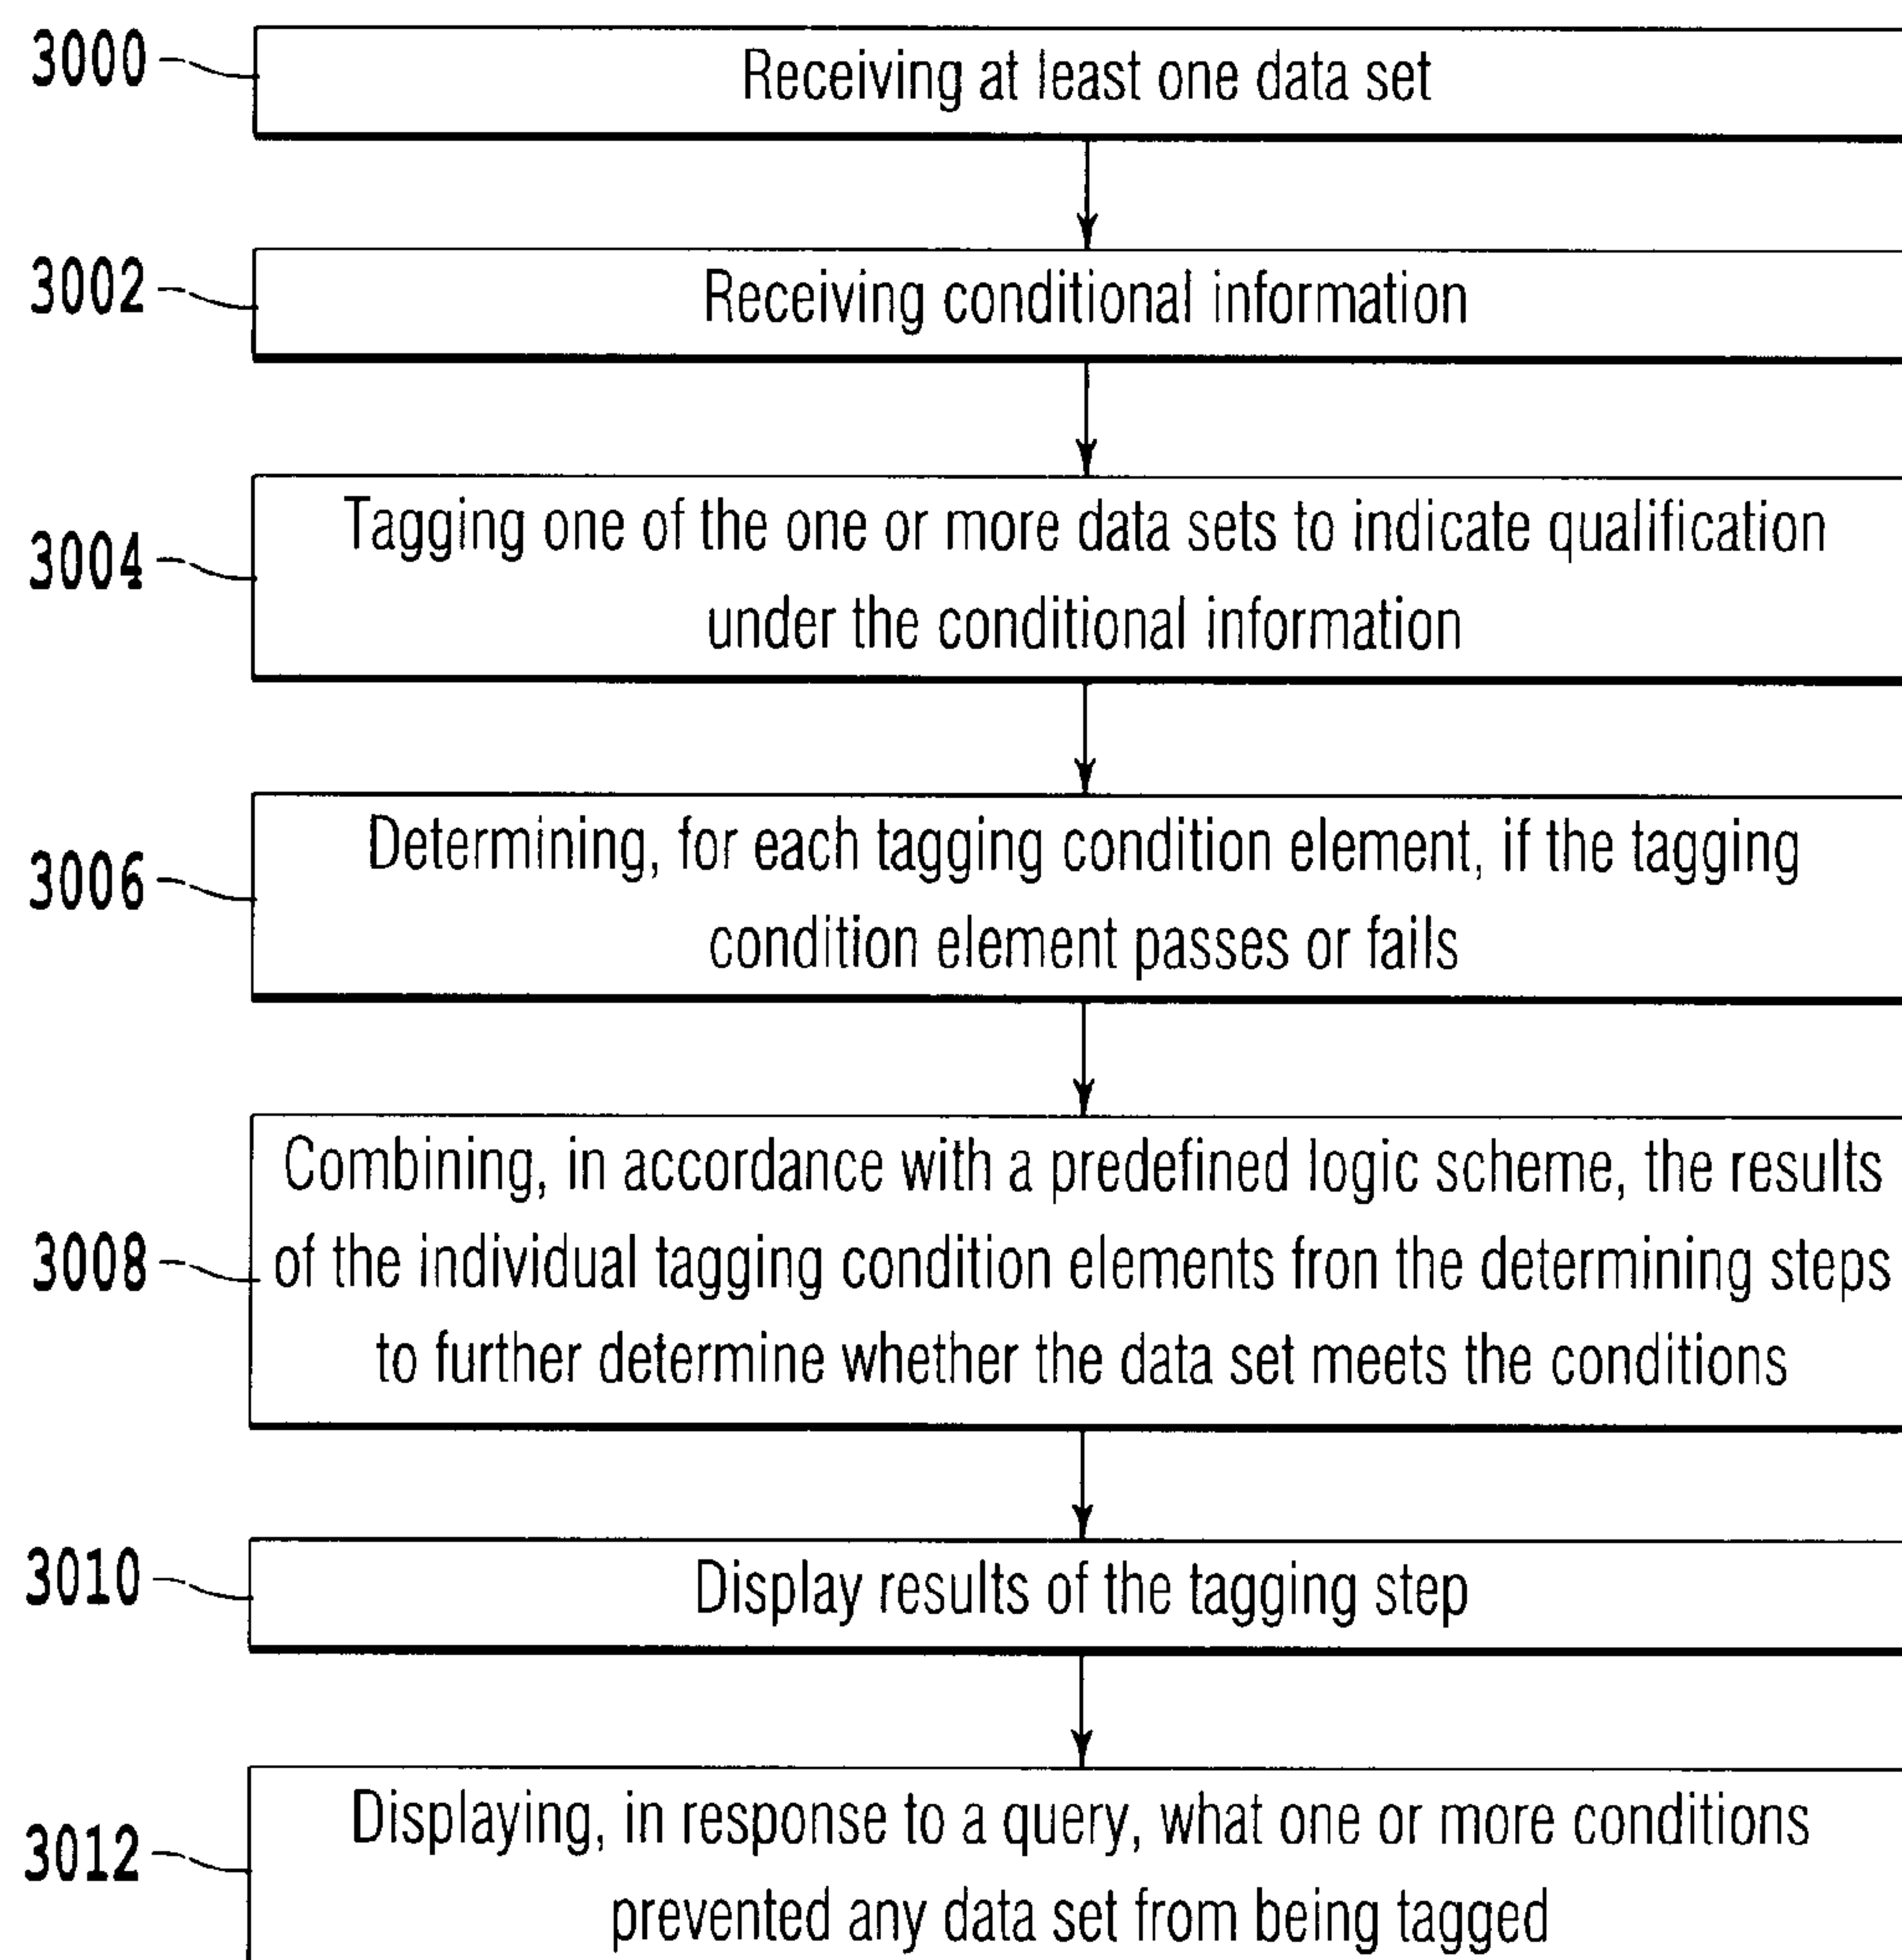 3000
Receiving at least one data set
3002
Receiving conditional information
3004
Tagging one of the one or more data sets to indicate qualification
under the conditional information
3006
Determining, for each tagging condition element, if the tagging
condition element passes or fails
3008
Combining, in accordance with a predefined logic scheme, the results
of the individual tagging condition elements fron the determining steps
to further determine whether the data set meets the conditions
3010
Display results of the tagging step
3012
Displaying, in response to a query, what one or more conditions
prevented any data set from being tagged